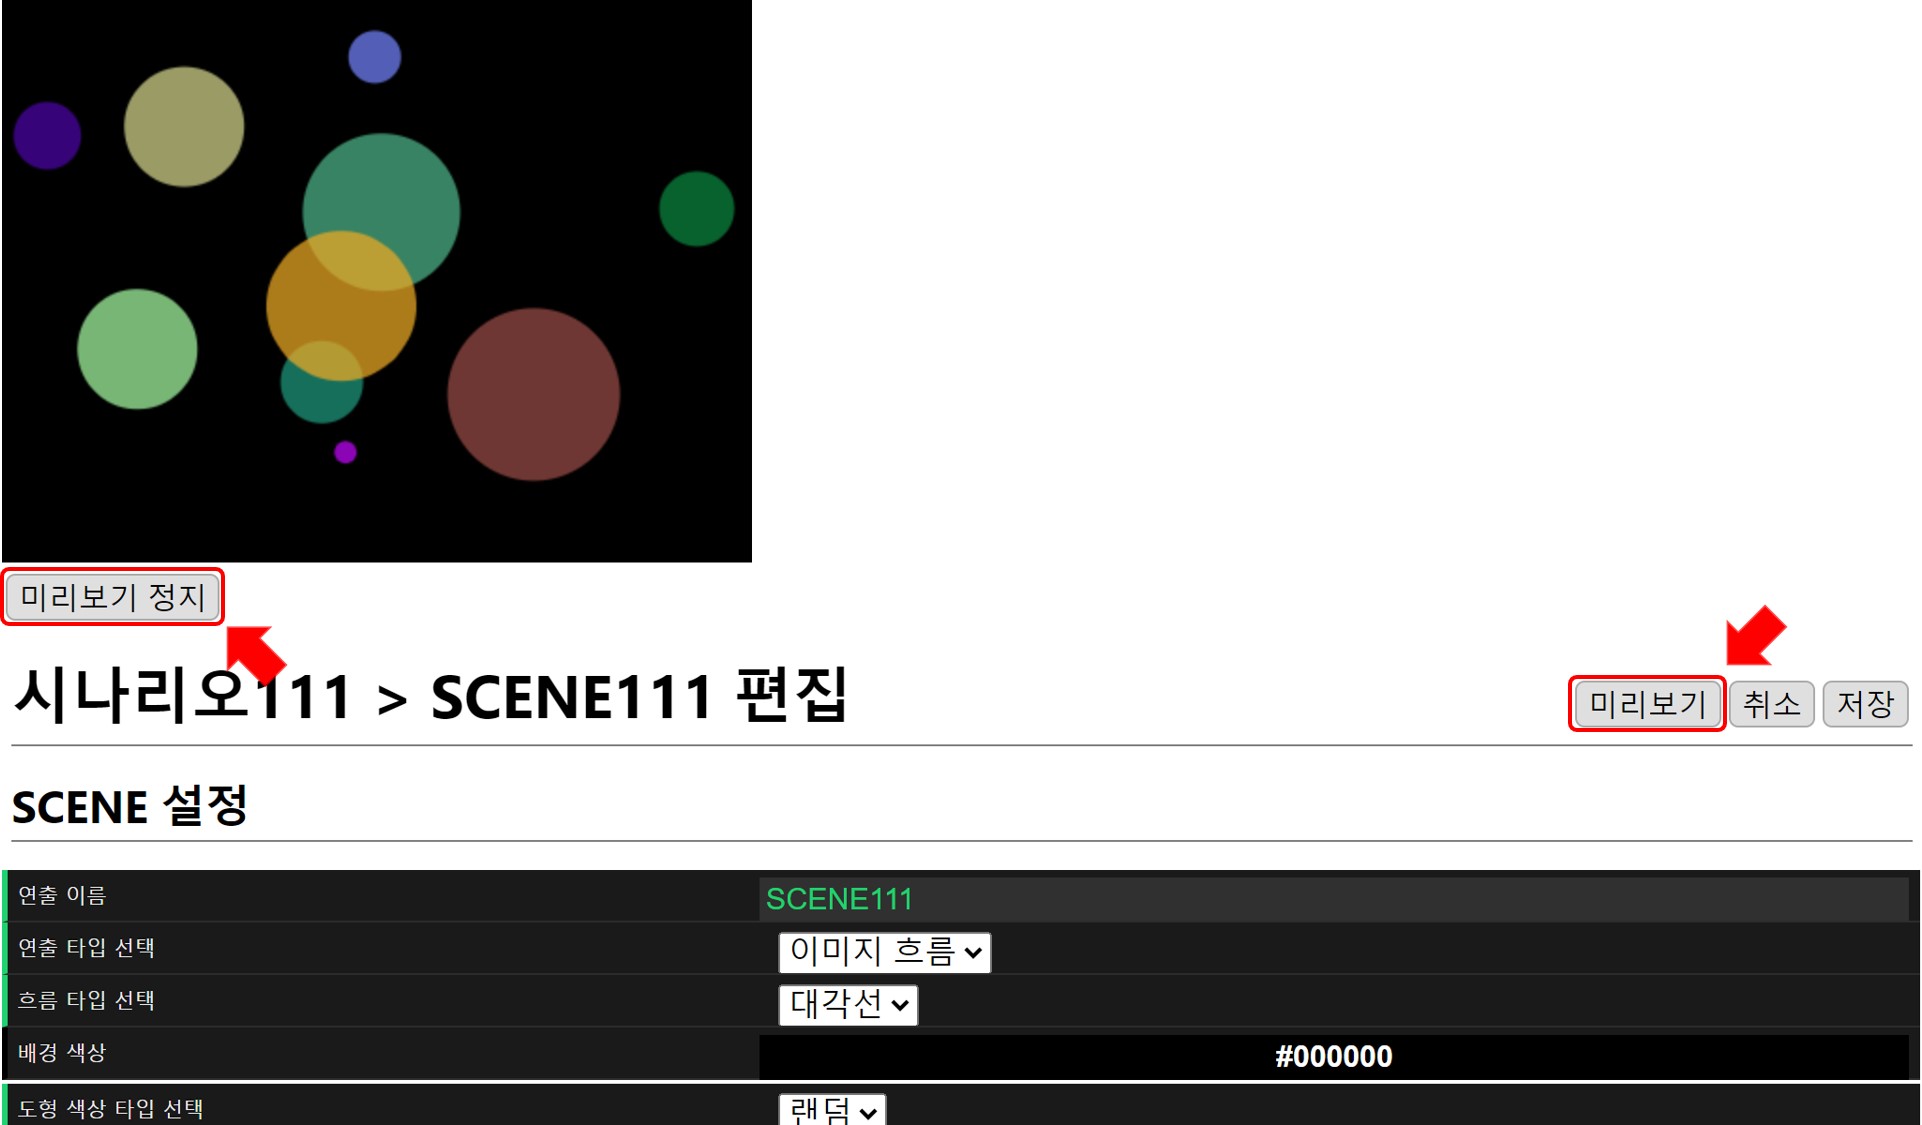 미리보기 정지
시나리오111 > SCENE111 편집
미리보기 취소 저장
SCENE 설정
연출 이름 SCENE111
연출 타입 선택 이미지 흐름
흐름 타입 선택 대각선
배경 색상 #000000
도형 색상 타입 선택 랜덤